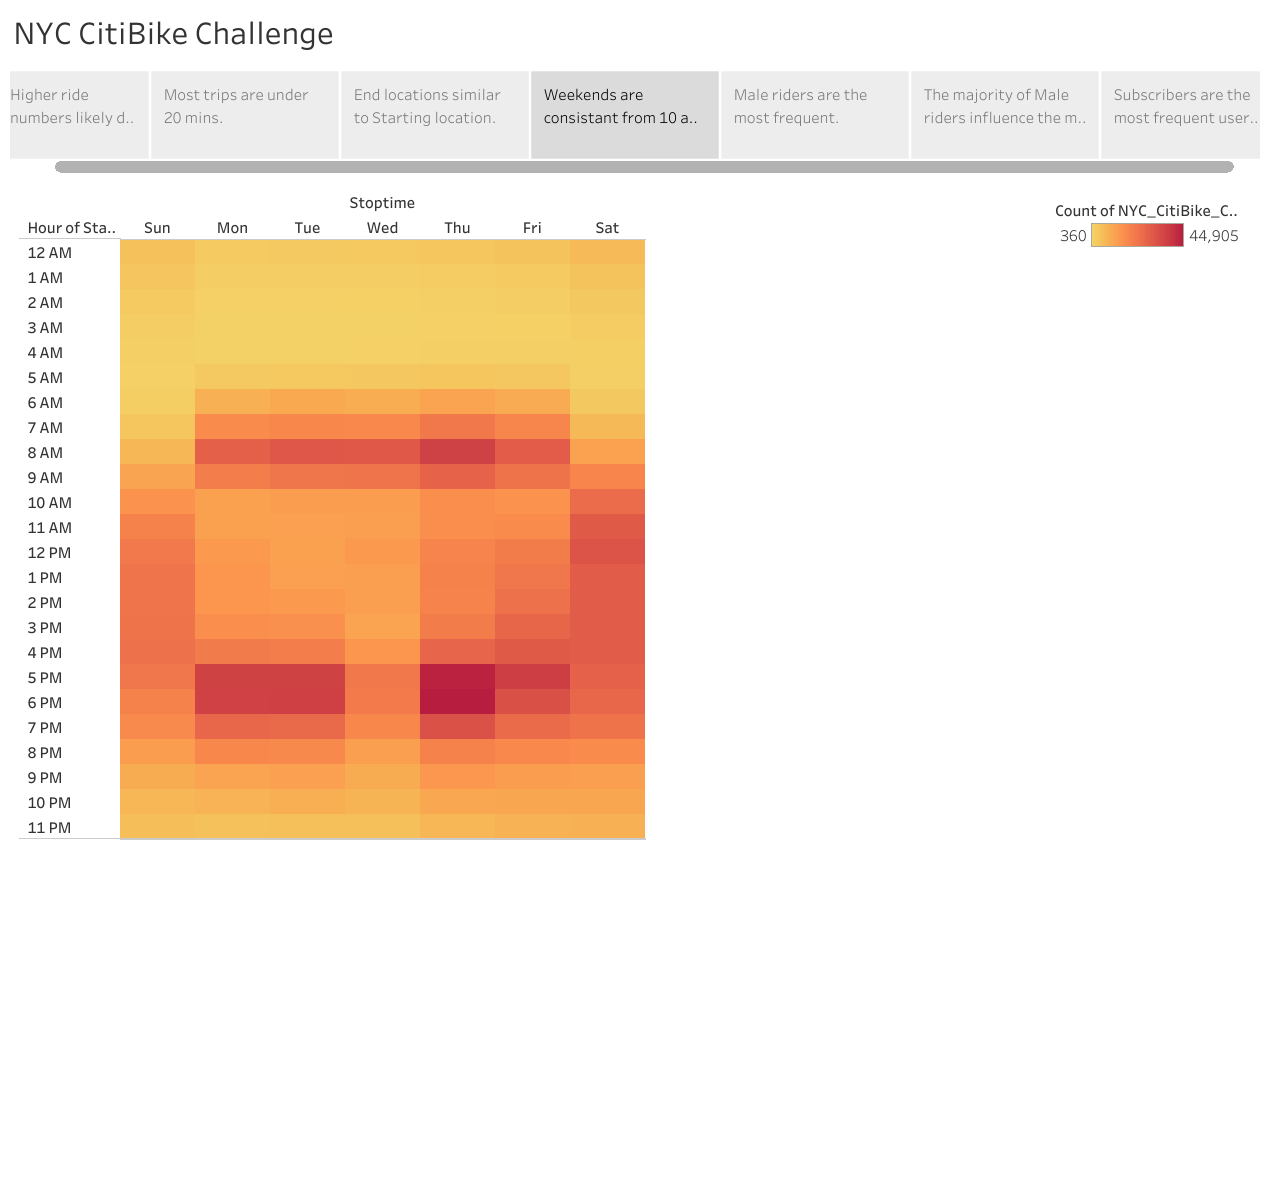 NYC CitiBike Challenge
Higher ride
numbers likely d..
Most trips are under
20 mins.
End locations similar
to Starting location.
Weekends are
consistant from 10 a..
Male riders are the
most frequent.
The majority of Male
riders influence the m..
Subscribers are the
most frequent user..
Stoptime
Hour of Sta.. Sun Mon Tue Wed Thu Fri Sat
12 AM
1 AM
2 AM
3 AM
4 AM
5 AM
6 AM
7 AM
8 AM
9 AM
10 AM
11 AM
12 PM
1 PM
2 PM
3 PM
4 PM
5 PM
6 PM
7 PM
8 PM
9 PM
10 PM
11 PM
Count of NYC_CitiBike_C..
360 44,905